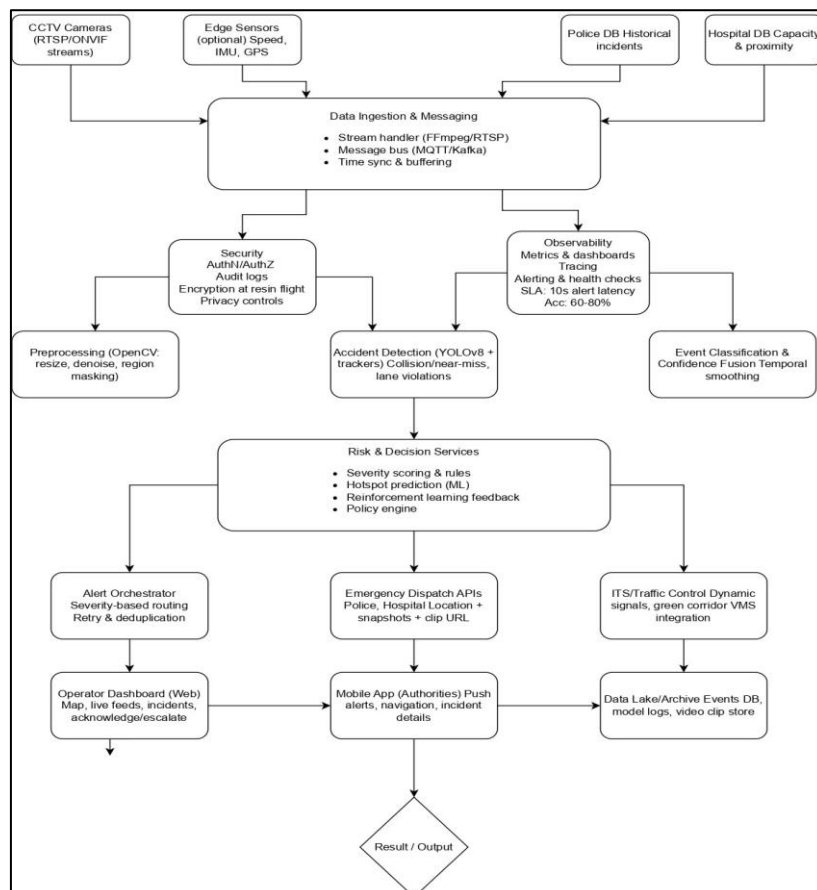 CCTV Cameras
(RTSP/ONVIF
streams)
Edge Sensors
(optional) Speed,
IMU, GPS
Police DB Historical
incidents
Hospital DB Capacity
& proximity
Data Ingestion & Messaging
• Stream handler (FFmpeg/RTSP)
• Message bus (MQTT/Kafka)
• Time sync & buffering
Security
AuthN/AuthZ
Audit logs
Encryption at resin flight
Privacy controls
Observability
Metrics & dashboards
Tracing
Alerting & health checks
SLA: 10s alert latency
Acc: 60-80%
Preprocessing (OpenCV:
resize, denoise, region
masking)
Accident Detection (YOLOv8 +
trackers) Collision/near-miss,
lane violations
Event Classification &
Confidence Fusion Temporal
smoothing
Risk & Decision Services
• Severity scoring & rules
• Hotspot prediction (ML)
• Reinforcement learning feedback
• Policy engine
Alert Orchestrator
Severity-based routing
Retry & deduplication
Emergency Dispatch APIs
Police, Hospital Location +
snapshots + clip URL
ITS/Traffic Control Dynamic
signals, green corridor VMS
integration
Operator Dashboard (Web)
Map, live feeds, incidents,
acknowledge/escalate
Mobile App (Authorities) Push
alerts, navigation, incident
details
Data Lake/Archive Events DB,
model logs, video clip store
Result / Output